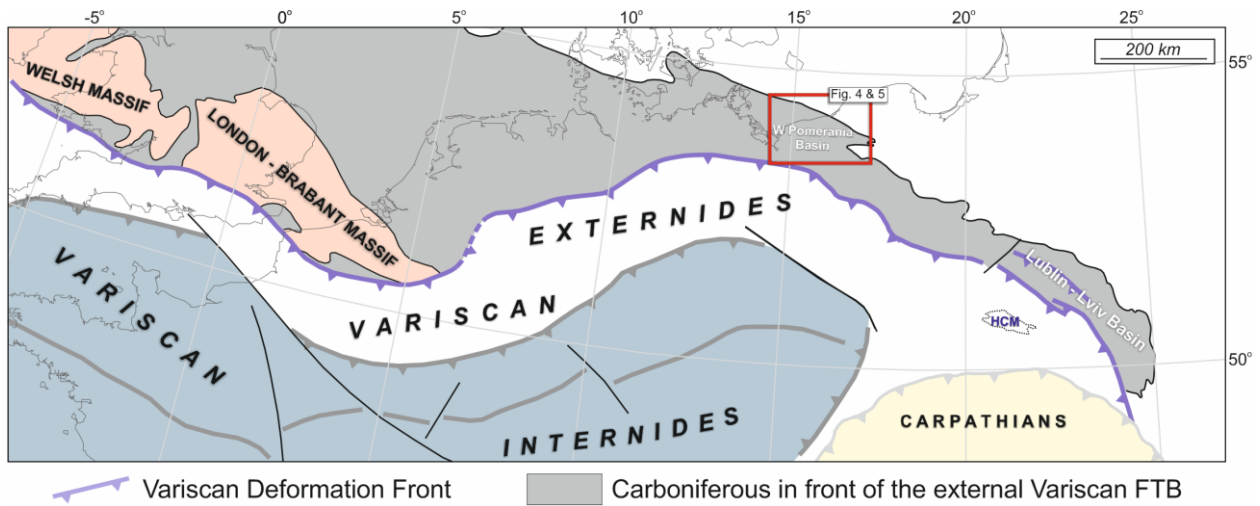 -5° 0° 5° 10° 15° 20° 25°
200 km
55°
WELSH MASSIF
Fig. 4 & 5
LONDON - BRABANT MASSIF
W Pomerania
Basin
EXTERNIDES
VARISCAN
Lublin - Lviv Basin
VARISCAN
HCM
50°
CARPATHIANS
INTERNIDES
Variscan Deformation Front
Carboniferous in front of the external Variscan FTB